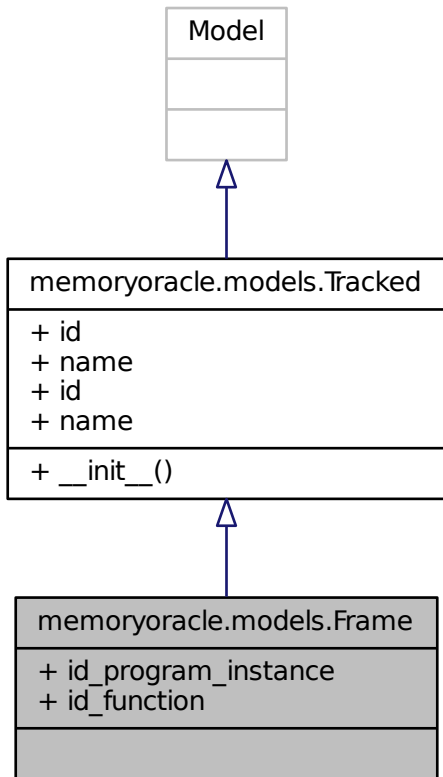 Model
memoryoracle.models.Tracked
+ id
+ name
+ id
+ name
+ __init__()
memoryoracle.models.Frame
+ id_program_instance
+ id_function